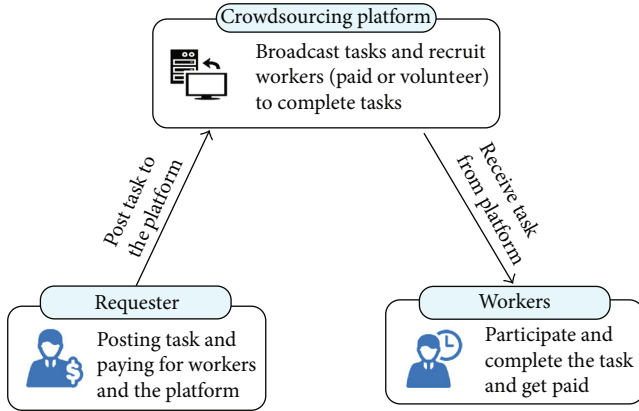 Crowdsourcing platform
Broadcast tasks and recruit
workers (paid or volunteer)
to complete tasks
Post task to
the platform
Receive task
from platform
Requester
Posting task and
paying for workers
and the platform
Workers
Participate and
complete the task
and get paid